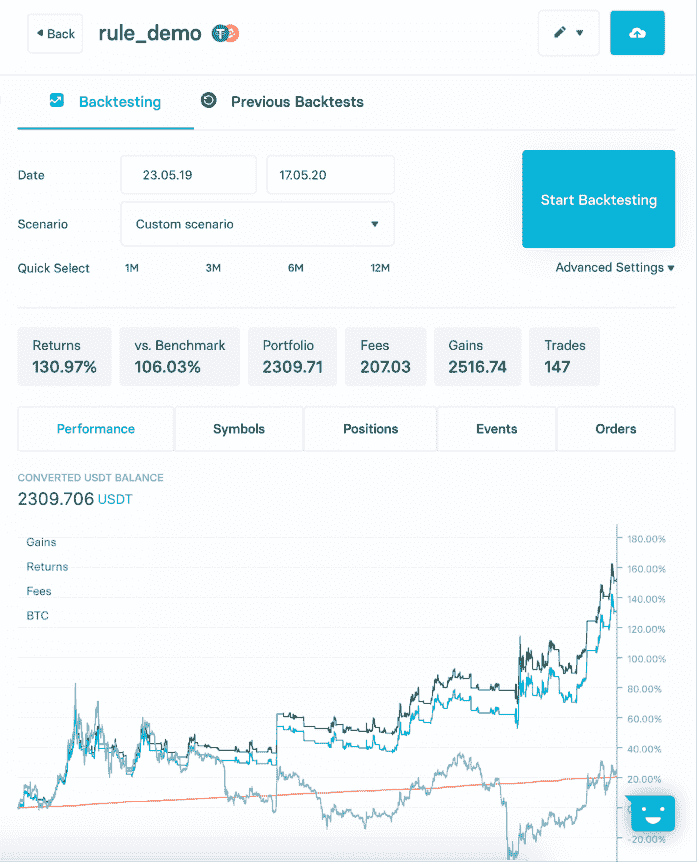 Back
rule_demo
Backtesting
Previous Backtests
Date
23.05.19
17.05.20
Scenario
Custom scenario
Start Backtesting
Quick Select
1M
3M
6M
12M
Advanced Settings
Returns
130.97%
vs. Benchmark
106.03%
Portfolio
2309.71
Fees
207.03
Gains
2516.74
Trades
147
Performance
Symbols
Positions
Events
Orders
CONVERTED USDT BALANCE
2309.706 USDT
Gains
Returns
Fees
BTC
180.00%
160.00%
140.00%
120.00%
100.00%
80.00%
60.00%
40.00%
20.00%
-20.00%